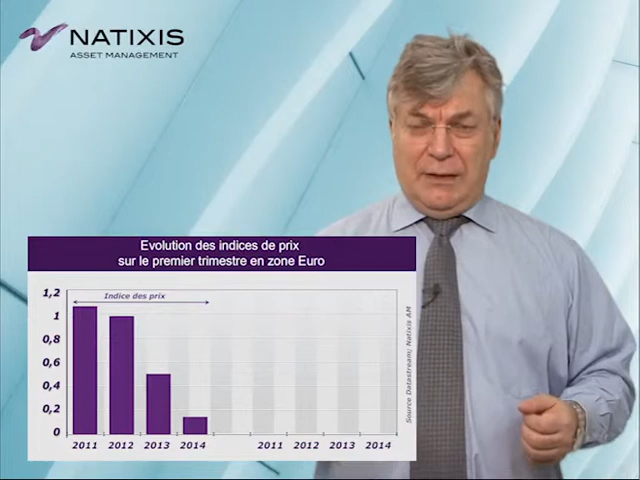 NATIXIS
ASSET MANAGEMENT
Evolution des indices de prix
sur le premier trimestre en zone Euro
Indice des prix
1,2
1
0,8
0,6
0,4
0,2
0
2011 2012 2013 2014 2011 2012 2013 2014
Source Datastream; Natixis AM